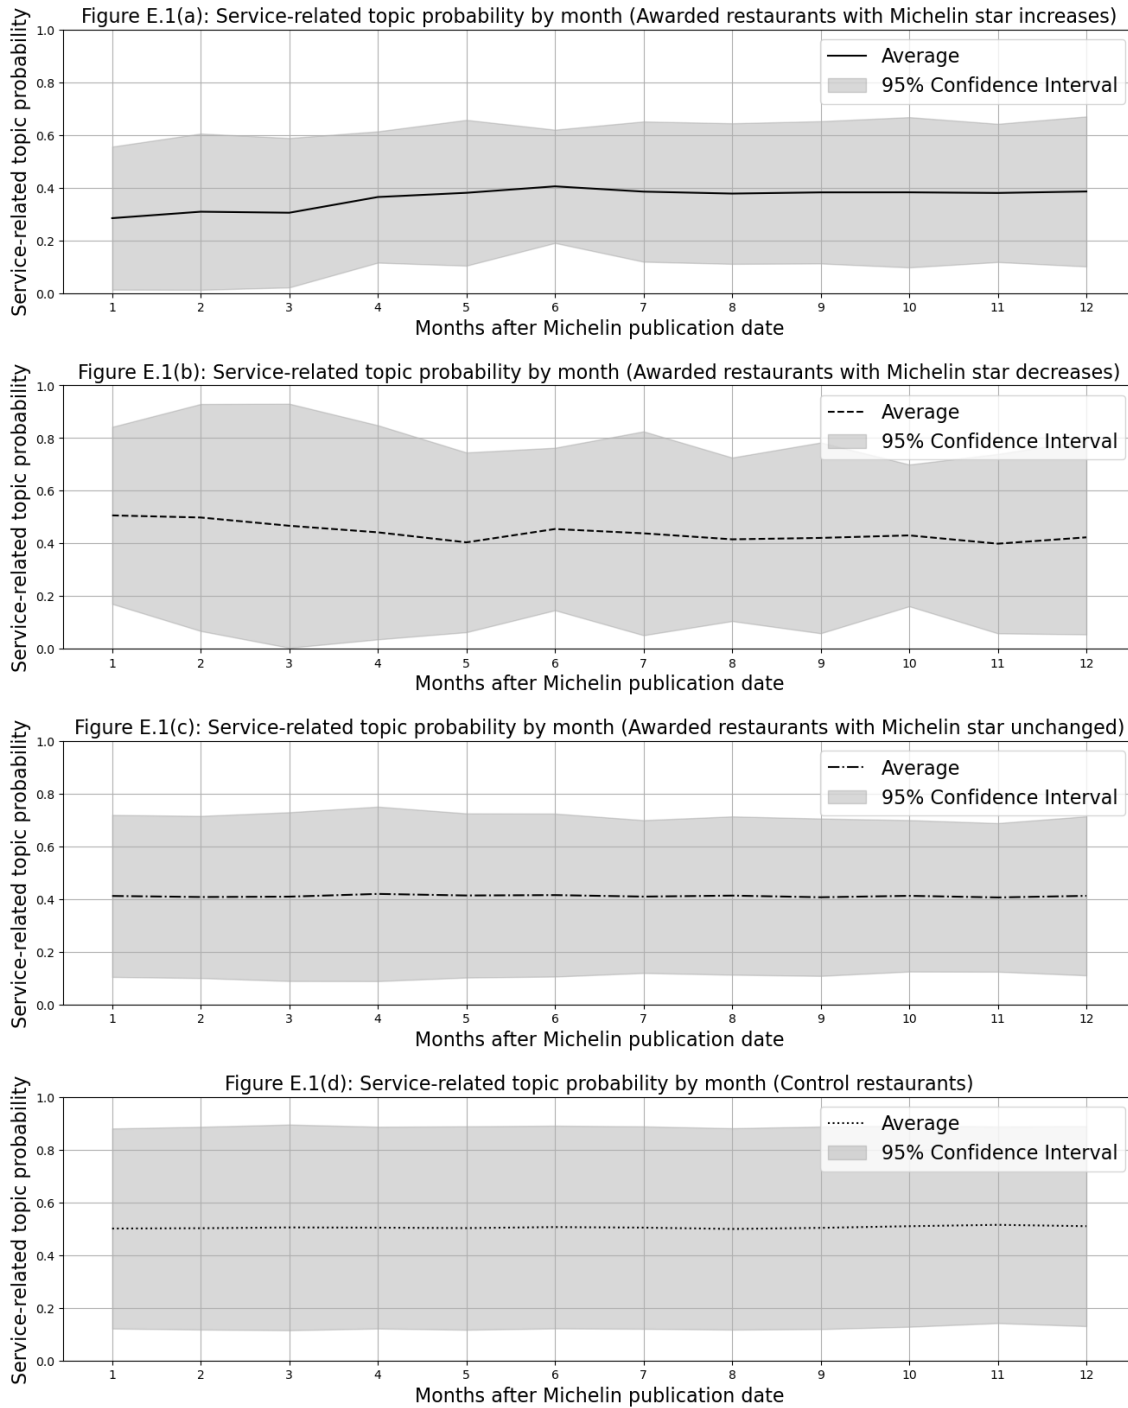 Figure E.1(a): Service-related topic probability by month (Awarded restaurants with Michelin star increases)
Service-related topic probability
1.0
0.8
0.6
0.4
0.2
0.0
Average
95% Confidence Interval
1 2 3 4 5 6 7 8 9 10 11 12
Months after Michelin publication date
Figure E.1(b): Service-related topic probability by month (Awarded restaurants with Michelin star decreases)
Service-related topic probability
1.0
0.8
0.6
0.4
0.2
0.0
Average
95% Confidence Interval
1 2 3 4 5 6 7 8 9 10 11 12
Months after Michelin publication date
Figure E.1(c): Service-related topic probability by month (Awarded restaurants with Michelin star unchanged)
Service-related topic probability
1.0
0.8
0.6
0.4
0.2
0.0
Average
95% Confidence Interval
1 2 3 4 5 6 7 8 9 10 11 12
Months after Michelin publication date
Figure E.1(d): Service-related topic probability by month (Control restaurants)
Service-related topic probability
1.0
0.8
0.6
0.4
0.2
0.0
Average
95% Confidence Interval
1 2 3 4 5 6 7 8 9 10 11 12
Months after Michelin publication date